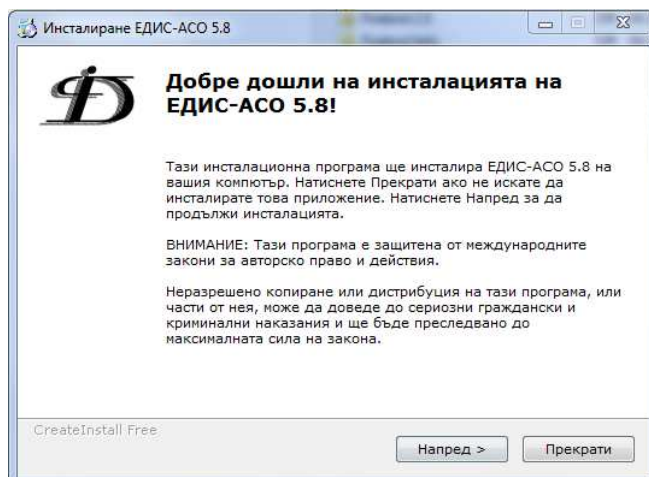 Инсталиране ЕДИС-АСО 5.8
Добре дошли на инсталацията на
ЕДИС-АСО 5.8!
Тази инсталационна програма ще инсталира ЕДИС-АСО 5.8 на
вашия компютър. Натиснете Прекрати ако не искате да
инсталирате това приложение. Натиснете Напред за да
продължи инсталацията.
ВНИМАНИЕ: Тази програма е защитена от международните
закони за авторско право и действия.
Неразрешено копиране или дистрибуция на тази програма, или
части от нея, може да доведе до сериозни граждански и
криминални наказания и ще бъде преследвано до
максималната сила на закона.
CreateInstall Free
Напред >
Прекрати